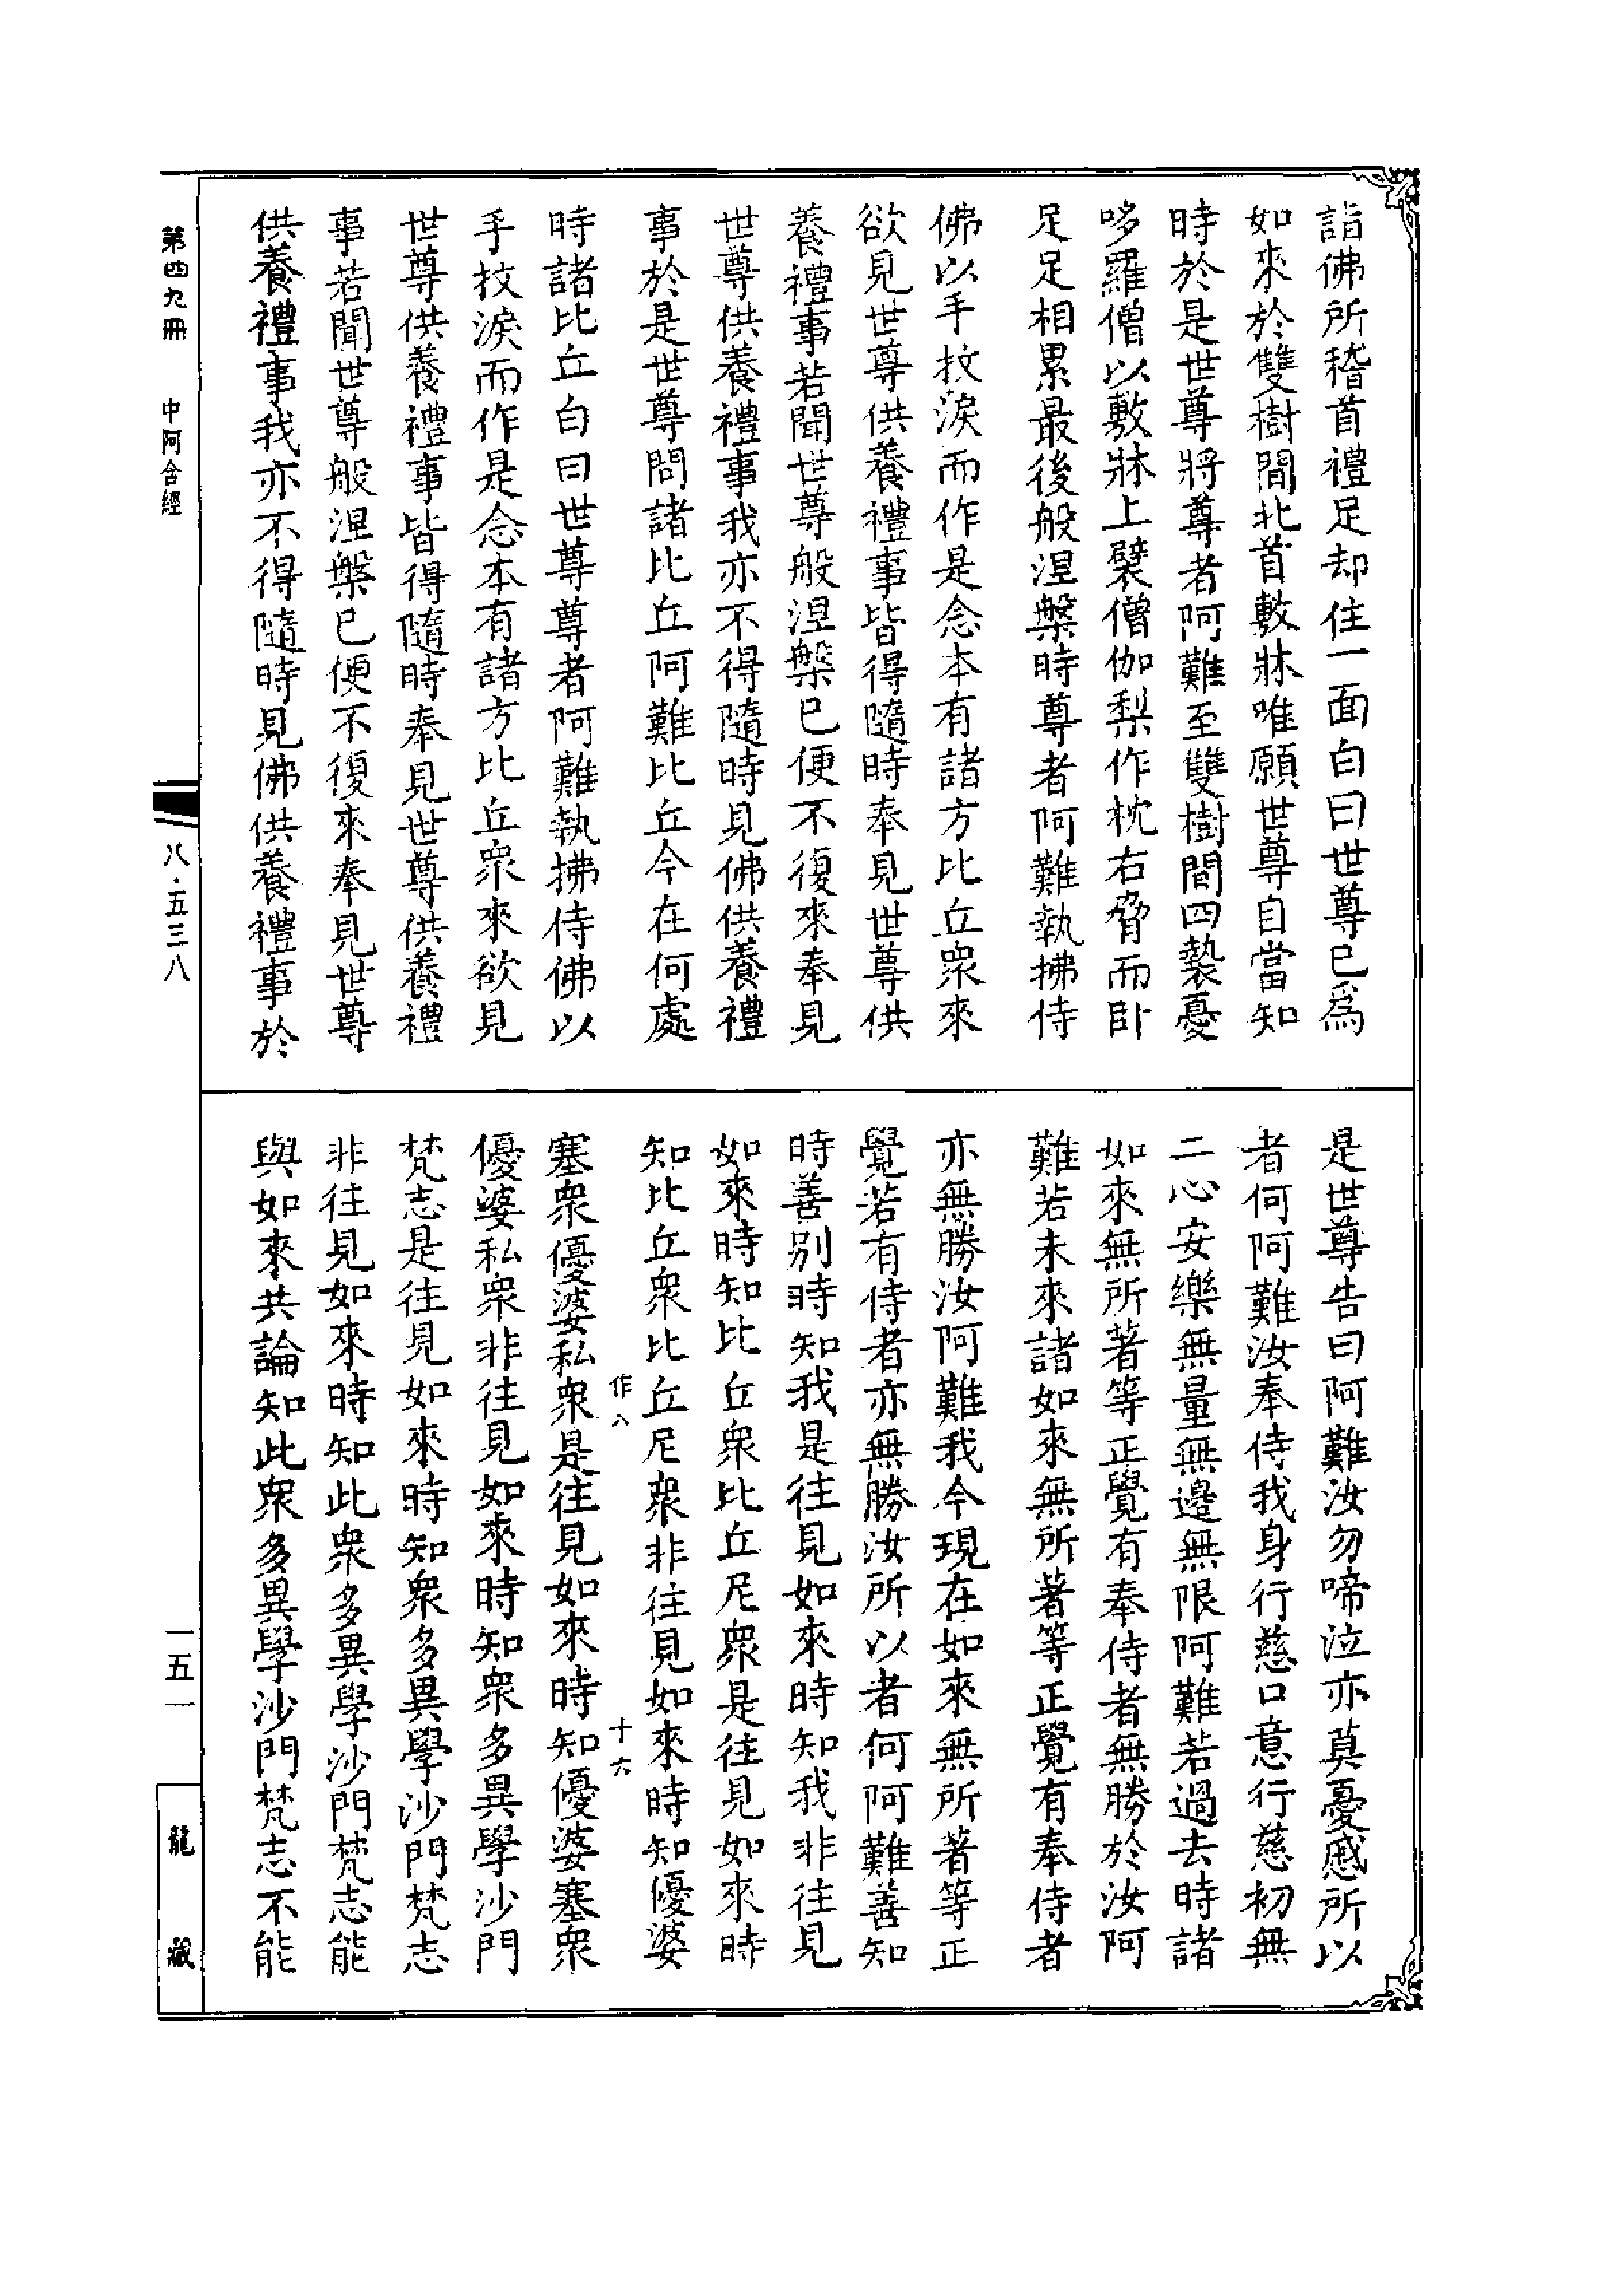 詣佛所稽首禮足却住一面白曰世尊已爲
如來於雙樹間北首敷牀唯願世尊自當知
時於是世尊將尊者阿難至雙樹間四褺憂
哆羅僧以敷牀上襞僧伽梨作枕右脅而卧
足足相累最後般涅槃時尊者阿難執拂侍
佛以手抆淚而作是念本有諸方比丘眾來
欲見世尊供養禮事皆得隨時奉見世尊供
養禮事若聞世尊般涅槃已便不復來奉見
世尊供養禮事我亦不得隨時見佛供養禮
事於是世尊問諸比丘阿難比丘今在何處
時諸比丘白曰世尊尊者阿難執拂侍佛以
手抆淚而作是念本有諸方比丘眾來欲見
世尊供養禮事皆得隨時奉見世尊供養禮
事若聞世尊般涅槃已便不復來奉見世尊
供養禮事我亦不得隨時見佛供養禮事於
是世尊告曰阿難汝勿啼泣亦莫憂慼所以
者何阿難汝奉侍我身行慈口意行慈初無
二心安樂無量無邊無限阿難若過去時諸
如來無所著等正覺有奉侍者無勝於汝阿
難若未來諸如來無所著等正覺有奉侍者
亦無勝汝阿難我今現在如來無所著等正
覺若有侍者亦無勝汝所以者何阿難善知
時善別時知我是往見如來時知我非往見
如來時知比丘眾比丘尼眾是往見如來時
知比丘眾比丘尼眾非往見如來時知優婆
作八 十六
塞眾優婆私眾是往見如來時知優婆塞眾
優婆私眾非往見如來時知眾多異學沙門
梵志是往見如來時知眾多異學沙門梵志
非往見如來時知此眾多異學沙門梵志能
與如來共論知此眾多異學沙門梵志不能
第四九冊 中阿含經 八·五三八 一五一 龍藏